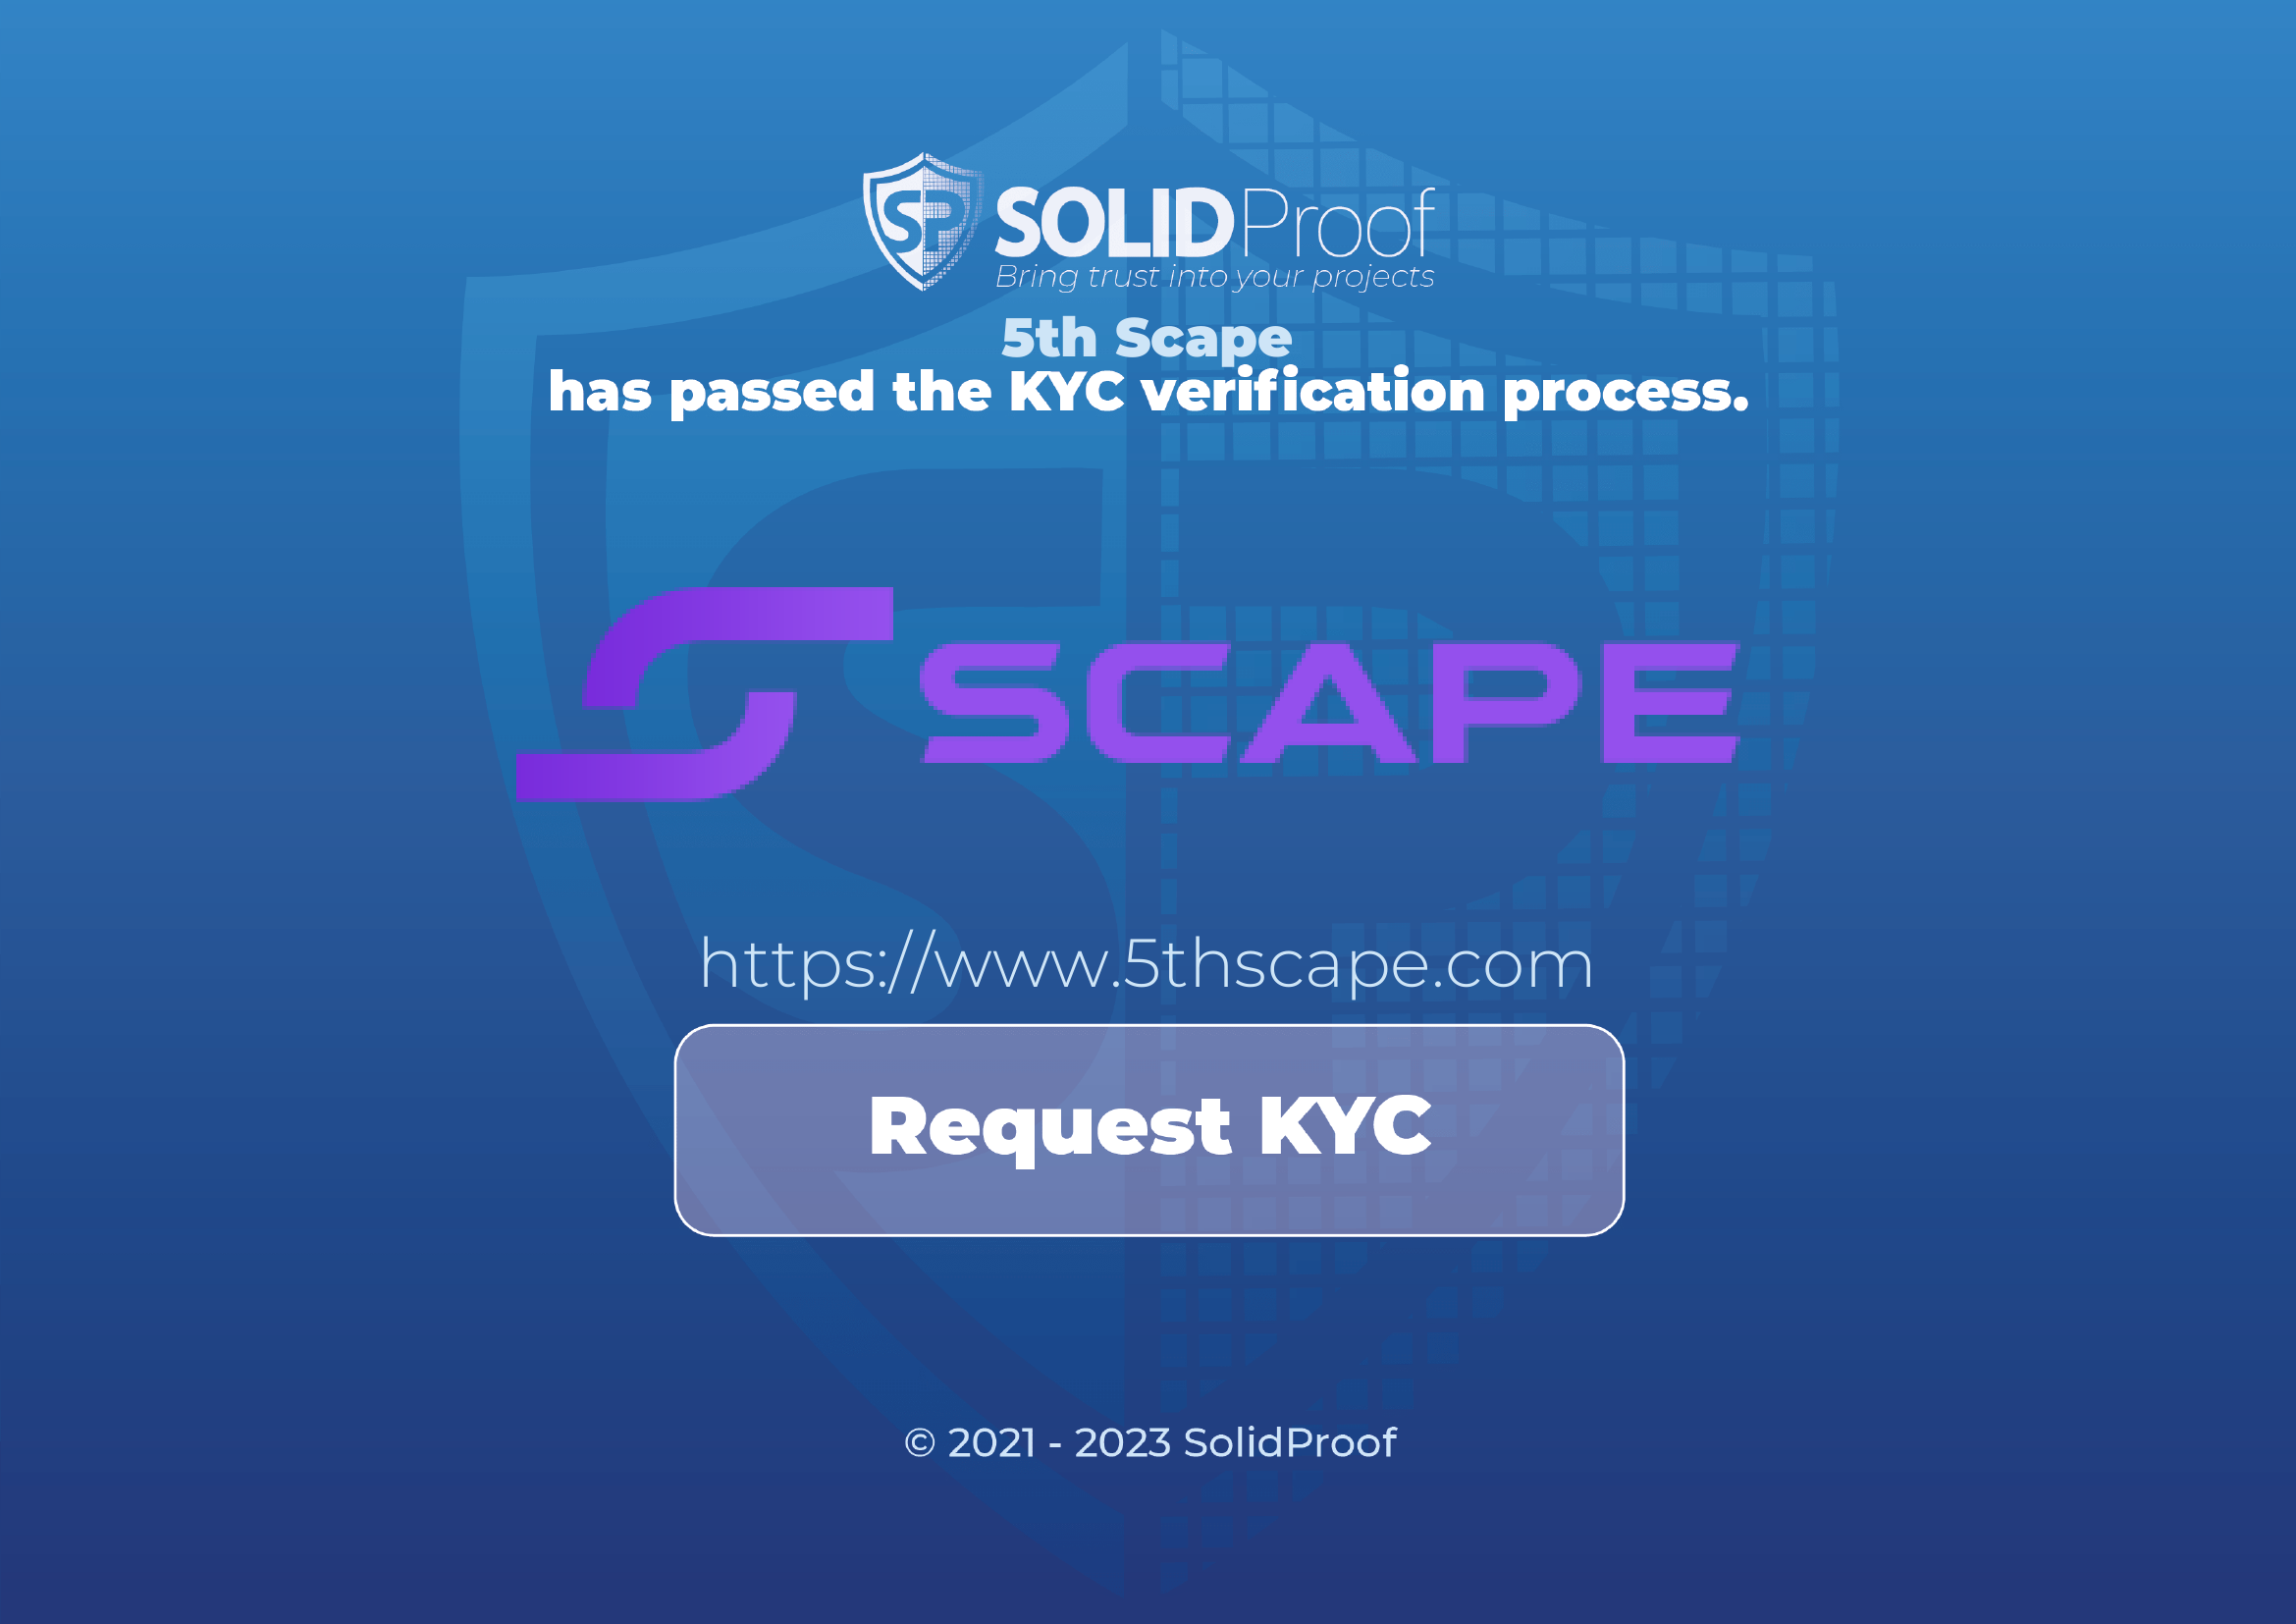 SP SOLIDProof
Bring trust into your projects
5th Scape
has passed the KYC verification process.
5 SCAPE
https://www.5thscape.com
Request KYC
© 2021 - 2023 SolidProof